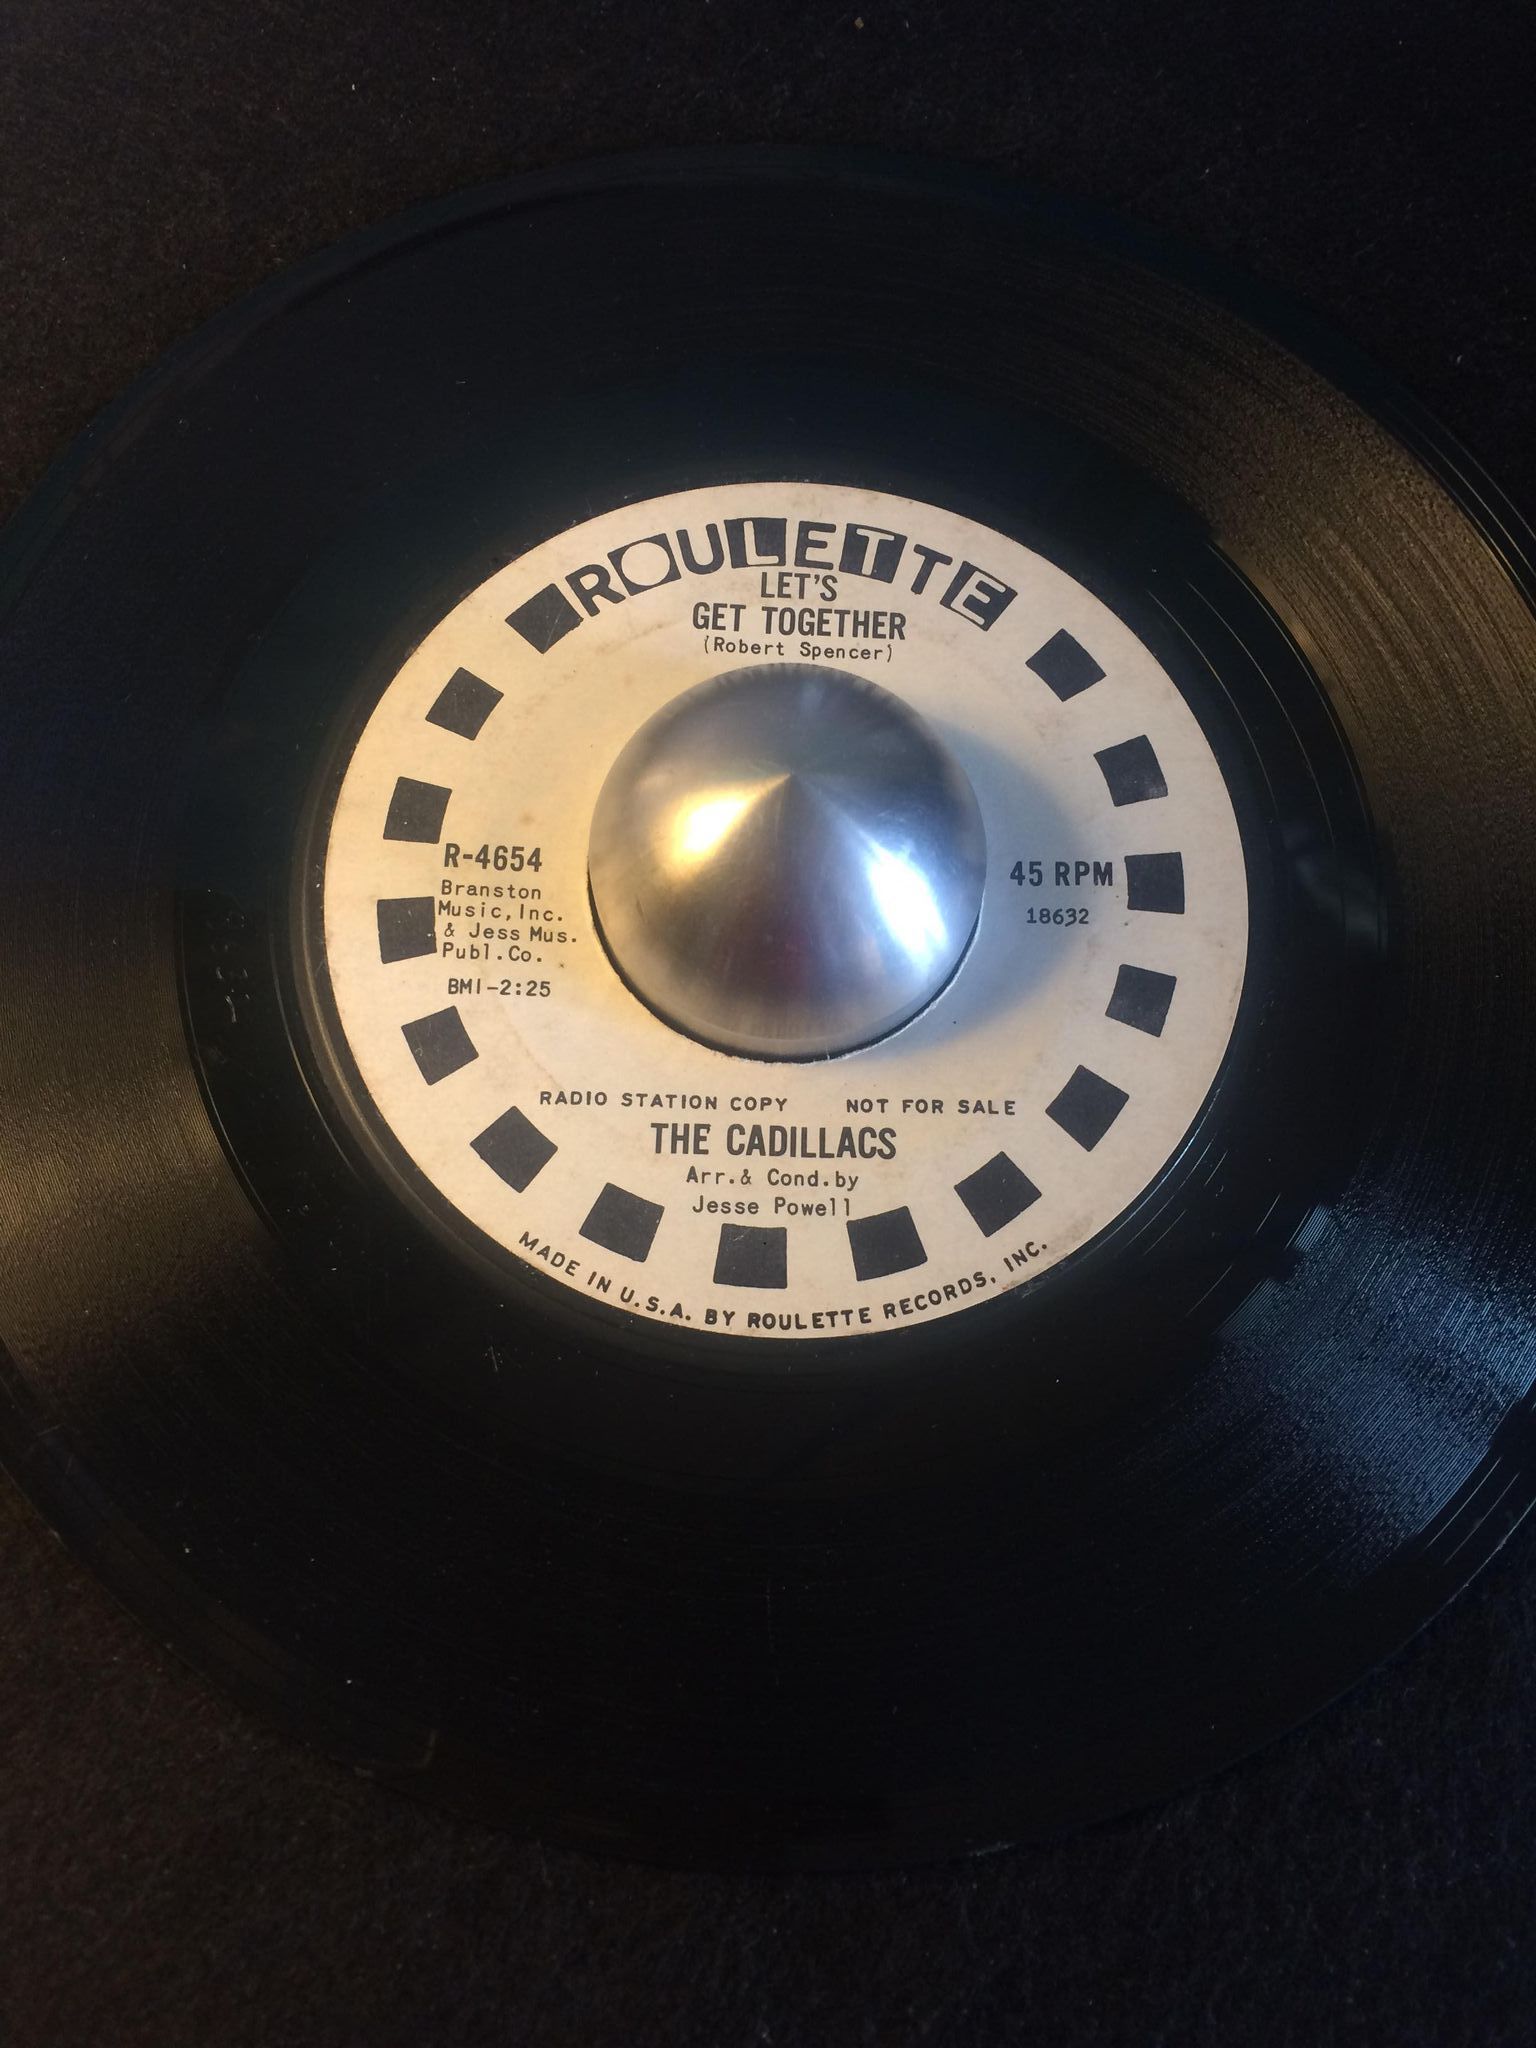 ROULETTE
LET'S
GET TOGETHER
(Robert Spencer)
R-4654
Branston
Music, Inc.
& Jess Mus.
Publ.Co.
BMI-2:25
45 RPM
18632
RADIO STATION COPY NOT FOR SALE
THE CADILLACS
Arr.& Cond.by
Jesse Powell
MADE IN U.S.A. BY ROULETTE RECORDS, INC.